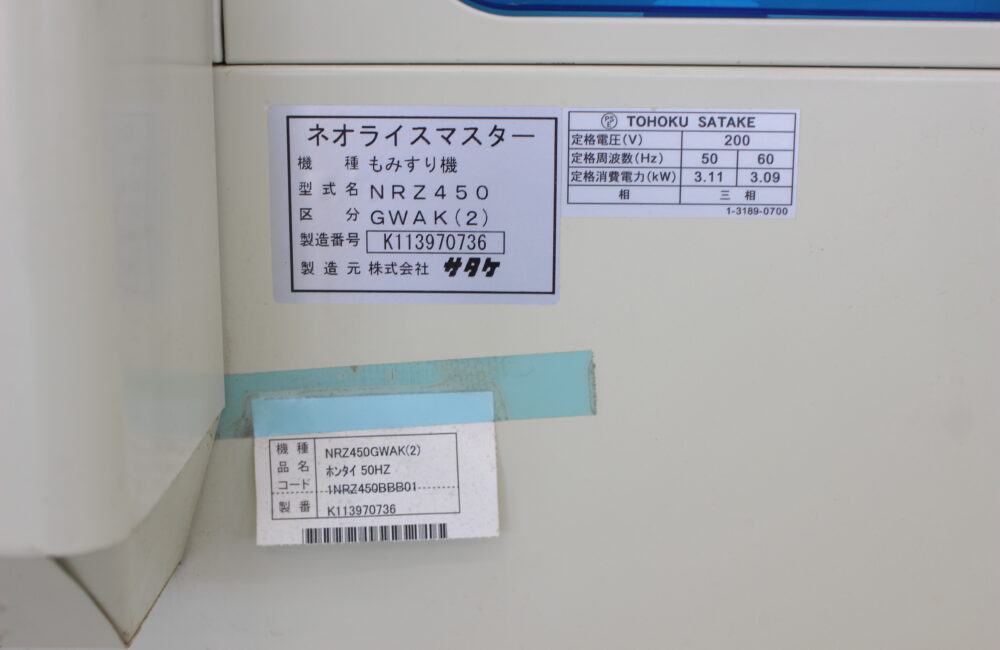 ネオライスマスター
機 種 もみすり機
型式名 NRZ450
区 分 GWAK(2)
製造番号 K113970736
製造元 株式会社 サタケ
PSE TOHOKU SATAKE
定格電圧(V) 200
定格周波数(Hz) 50 60
定格消費電力(kW) 3.11 3.09
相 三 相
1-3189-0700
機種 NRZ450GWAK(2)
品名 ホンタイ 50HZ
コード 1NRZ450BBB01
製番 K113970736